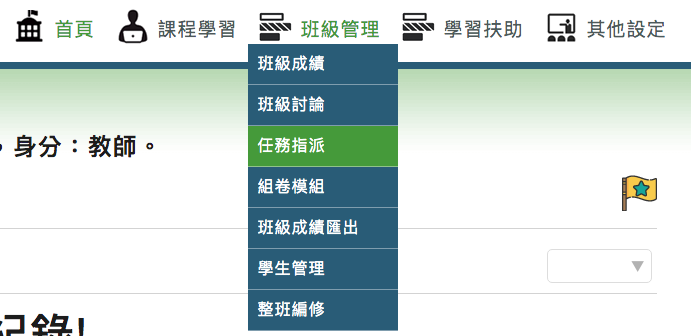 首頁 課程學習 班級管理 學習扶助 其他設定
班級成績
班級討論
任務指派
，身分：教師。
組卷模組
班級成績匯出
學生管理
整班編修
紀錄!